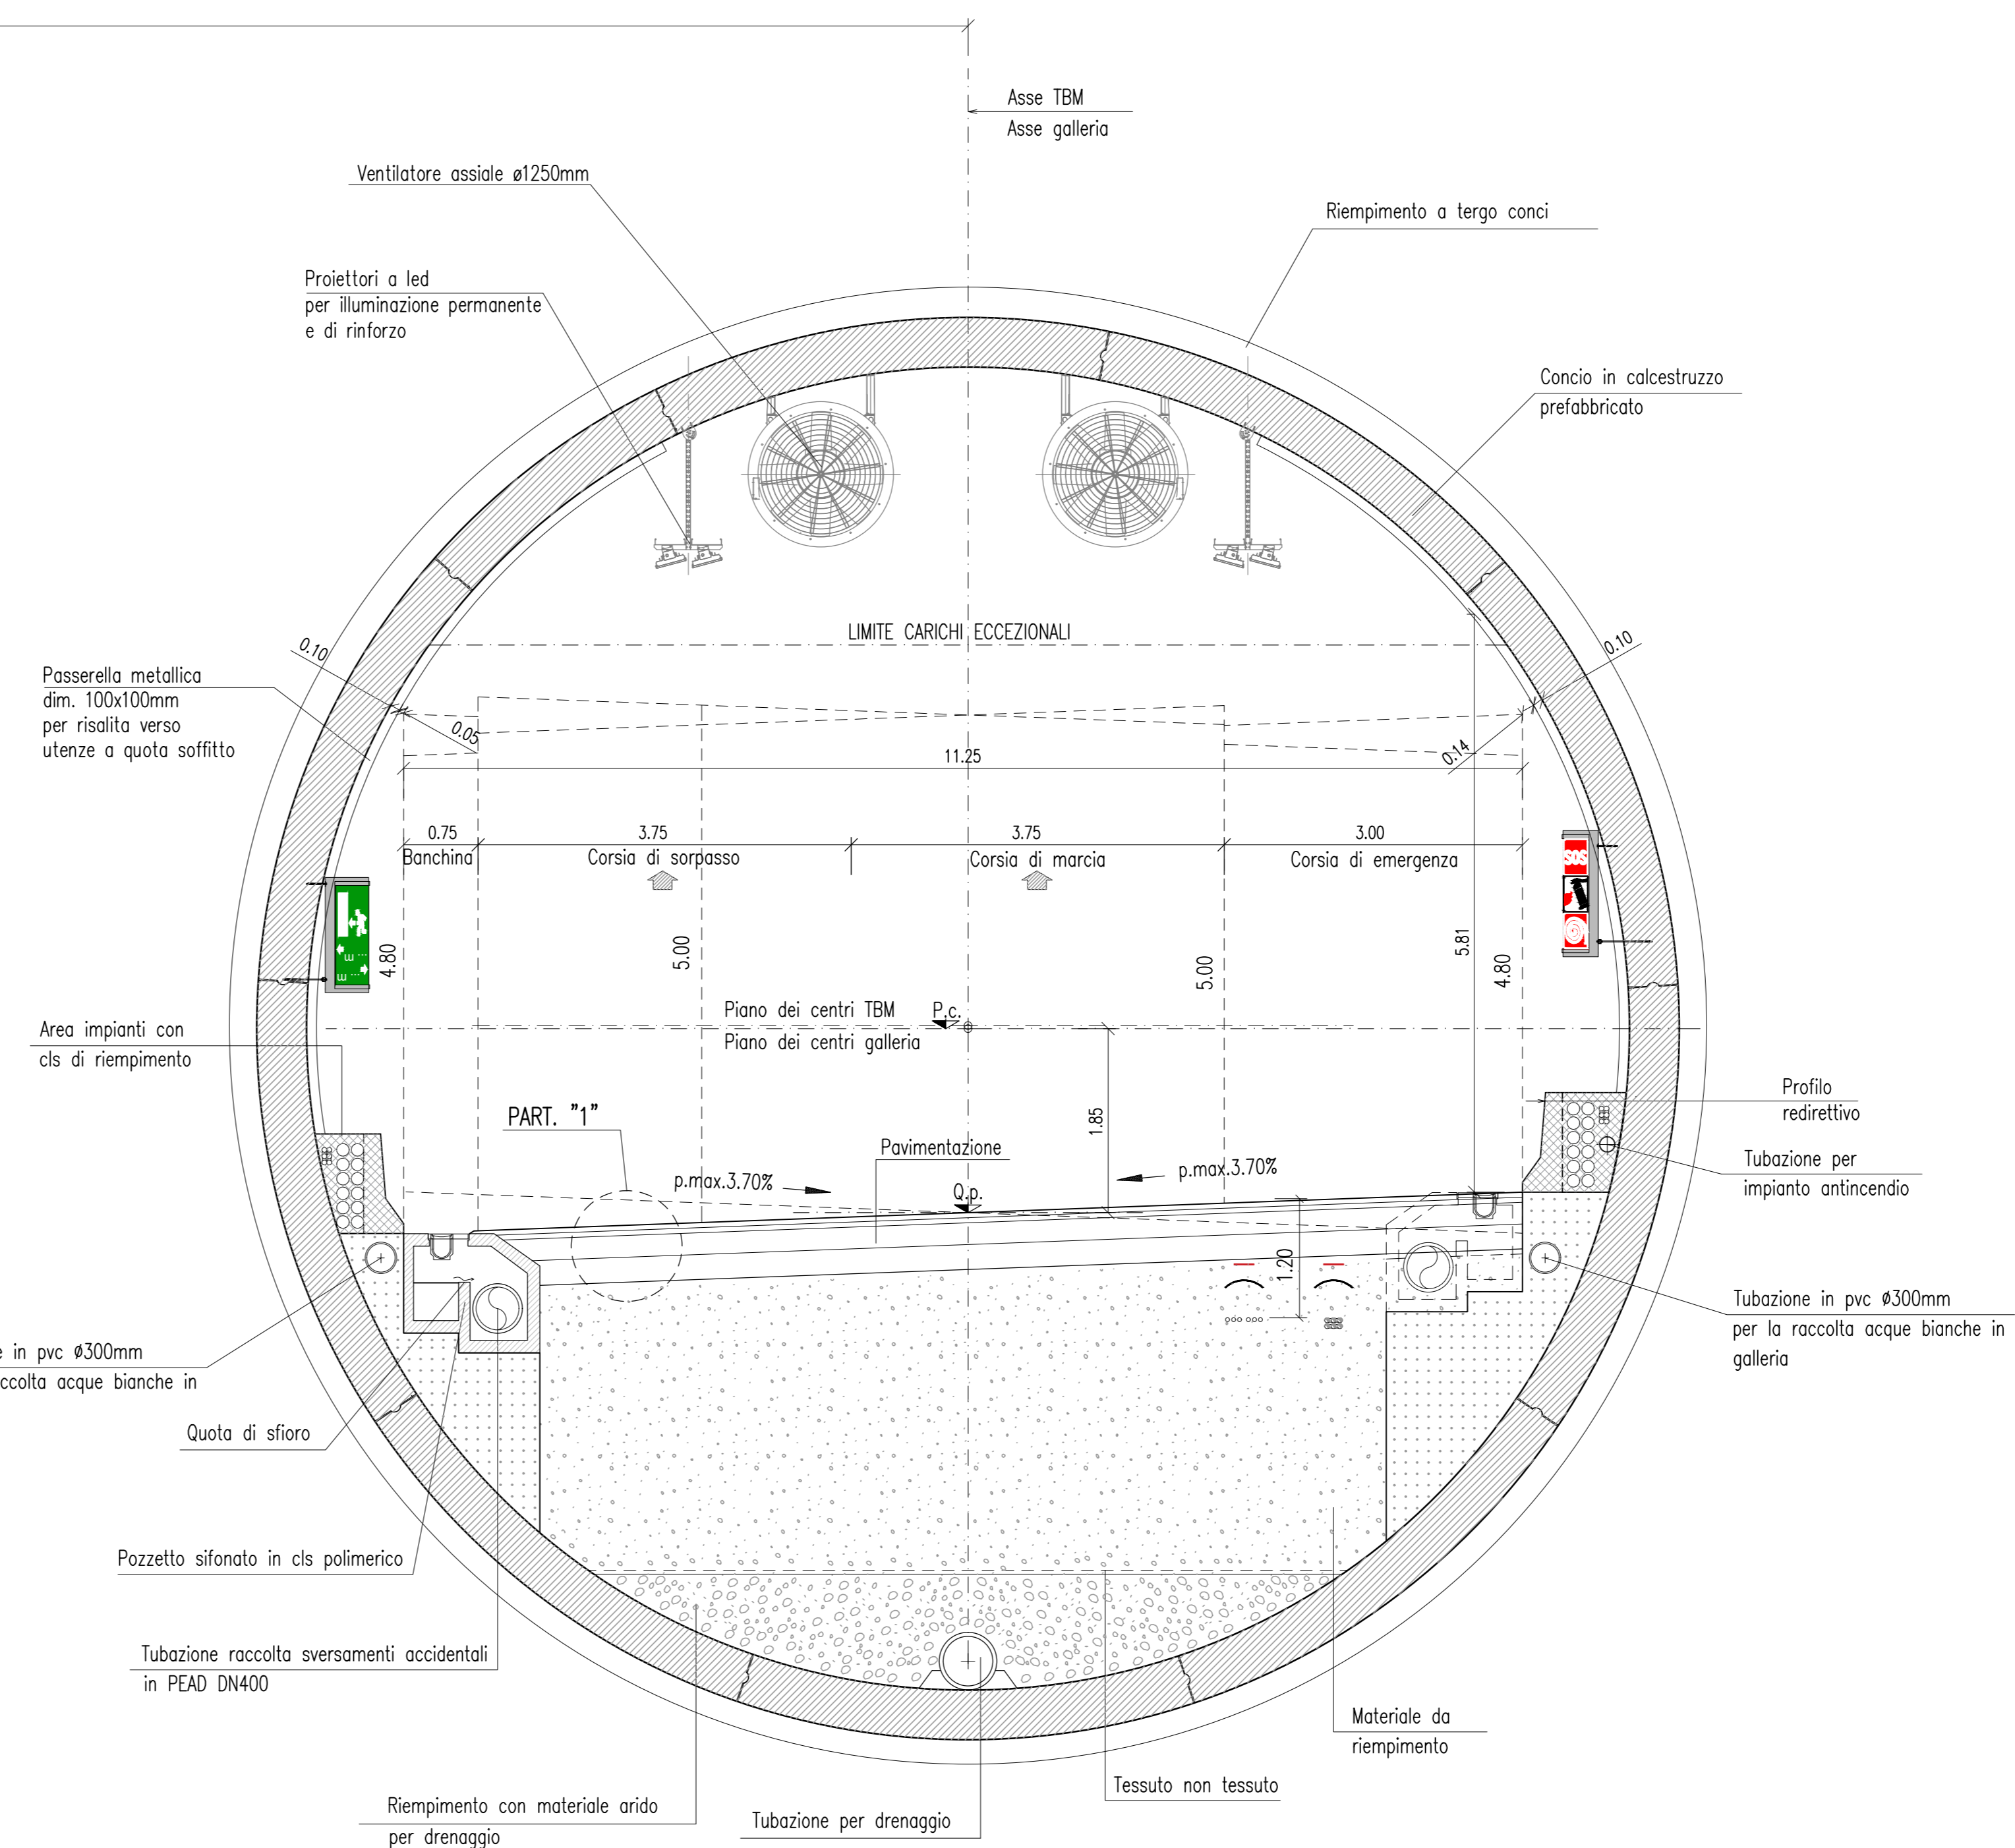 Asse TBM
Asse galleria
Ventilatore assiale ø1250mm
Riempimento a tergo conci
Proiettori a led
per illuminazione permanente
e di rinforzo
Concio in calcestruzzo
prefabbricato
LIMITE CARICHI ECCEZIONALI
0.10
0.10
Passerella metallica
dim. 100x100mm
per risalita verso
utenze a quota soffitto
0.05
0.14
11.25
0.75
3.75
3.75
3.00
Banchina
Corsia di sorpasso
Corsia di marcia
Corsia di emergenza
SOS
4.80
5.00
5.00
5.81
4.80
m ...
m ...
Piano dei centri TBM
P.c.
Piano dei centri galleria
Area impianti con
cls di riempimento
Profilo
redirettivo
PART. "1"
1.85
Pavimentazione
p.max.3.70%
p.max.3.70%
Q.p.
Tubazione per
impianto antincendio
1.20
Tubazione in pvc Ø300mm
per la raccolta acque bianche in
galleria
e in pvc Ø300mm
ccolta acque bianche in
Quota di sfioro
Pozzetto sifonato in cls polimerico
Tubazione raccolta sversamenti accidentali
in PEAD DN400
Materiale da
riempimento
Tessuto non tessuto
Riempimento con materiale arido
per drenaggio
Tubazione per drenaggio